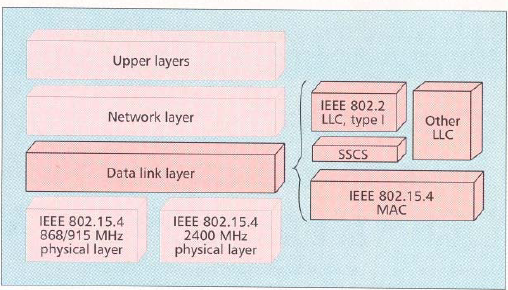 Upper layers
Network layer
Data link layer
IEEE 802.15.4
868/915 MHz
physical layer
IEEE 802.15.4
2400 MHz
physical layer
IEEE 802.2
LLC, type I
Other
LLC
SSCS
IEEE 802.15.4
MAC